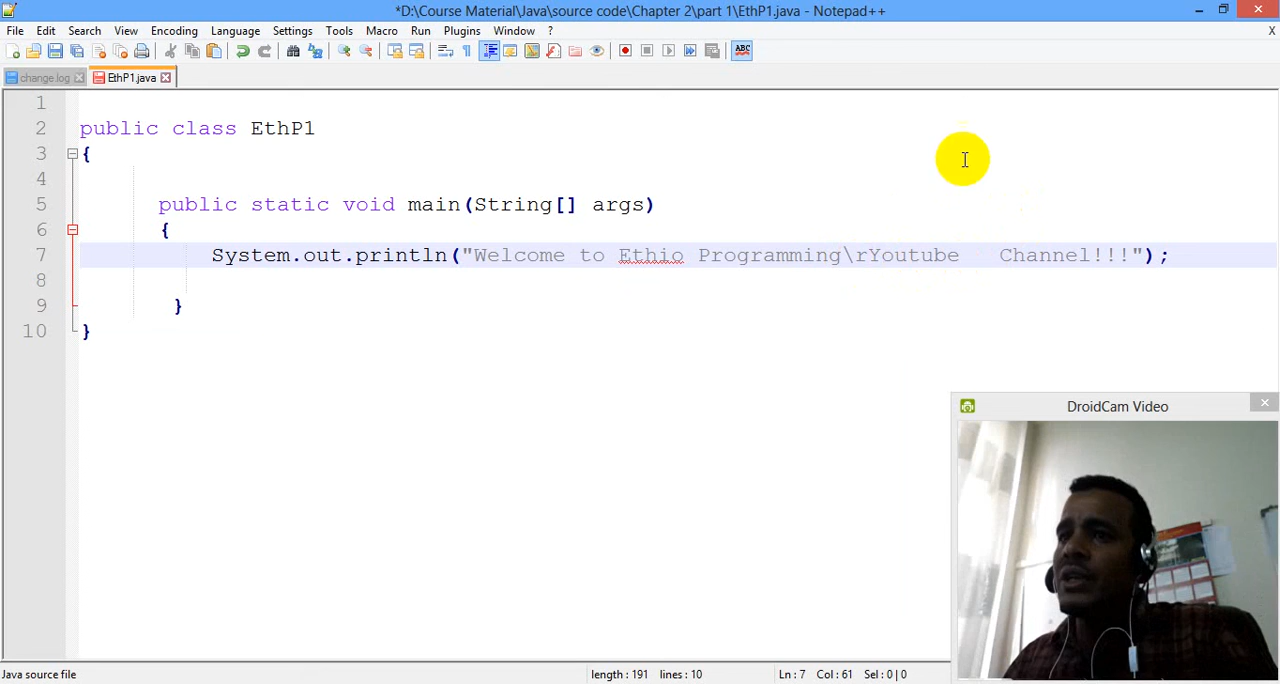 *D:\Course Material\Java\source code\Chapter 2\part 1\EthP1.java - Notepad++
File Edit Search View Encoding Language Settings Tools Macro Run Plugins Window ? X
ABC
change.log EthP1.java
1
2 public class EthP1
3 {
4
5 public static void main(String[] args)
6 {
7 System.out.println("Welcome to Ethio Programming\rYoutube   Channel!!!");
8
9 }
10 }
DroidCam Video
Java source file length : 191 lines : 10 Ln : 7 Col : 61 Sel : 0 | 0